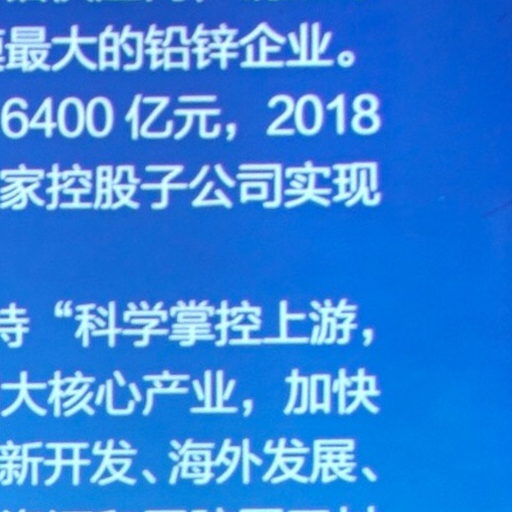 最大的铅锌企业。
6400 亿元，2018
家控股子公司实现
持“科学掌控上游，
大核心产业，加快
新开发、海外发展、